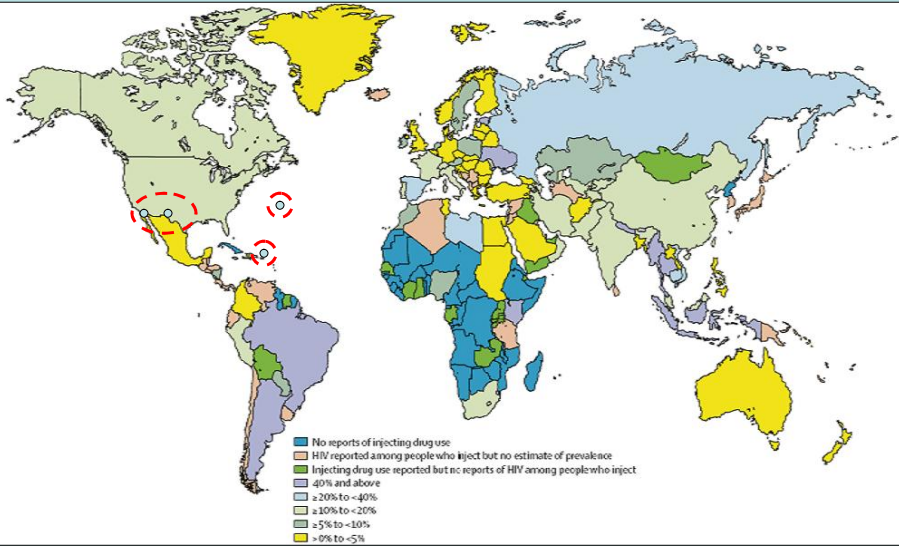 No reports of injecting drug use
HIV reported among people who inject but no estimate of prevalence
Injecting drug use reported but no reports of HIV among people who inject
40% and above
≥20% to <40%
≥10% to <20%
≥5% to <10%
>0% to <5%